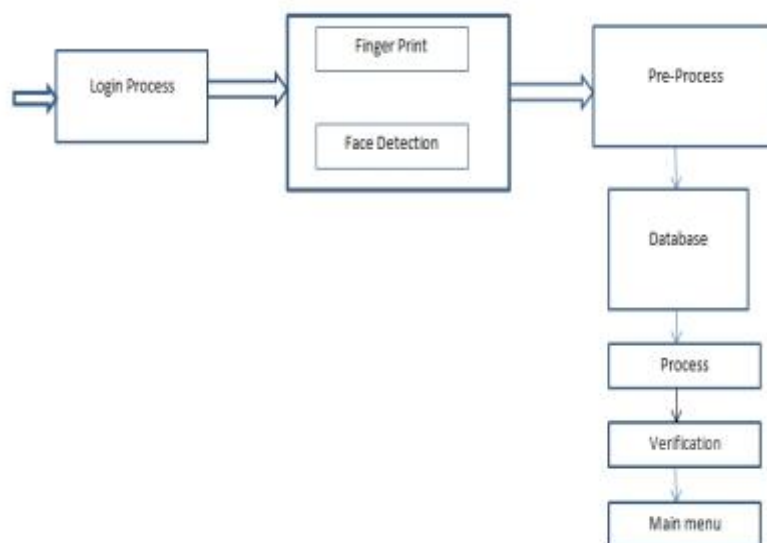 Login Process
Finger Print
Face Detection
Pre-Process
Database
Process
Verification
Main menu